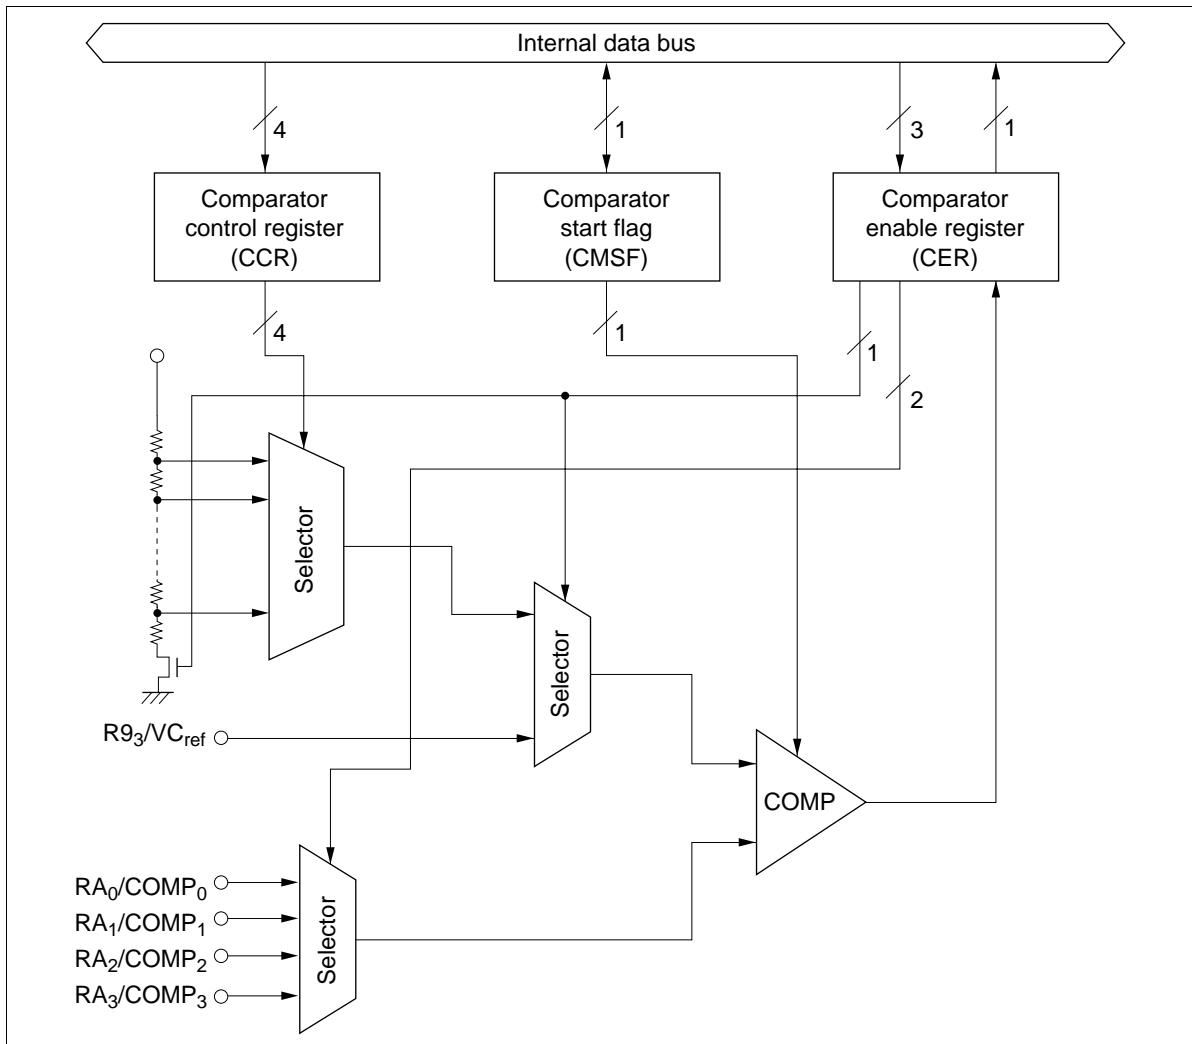 Internal data bus
4
1
3
1
Comparator
control register
(CCR)
Comparator
start flag
(CMSF)
Comparator
enable register
(CER)
4
1
1
2
Selector
Selector
R9₃/VCref
COMP
RA₀/COMP₀
RA₁/COMP₁
RA₂/COMP₂
RA₃/COMP₃
Selector